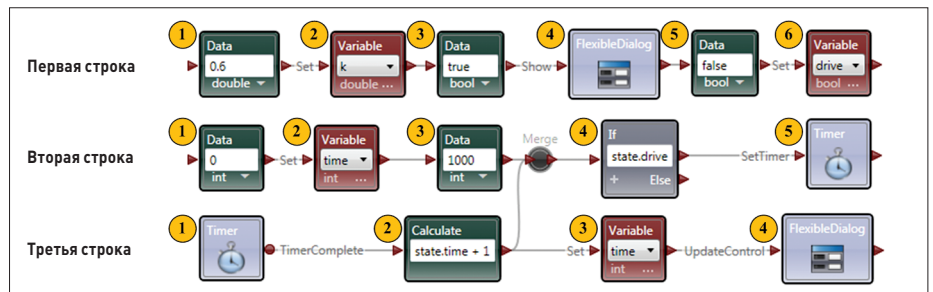 1 2 3 4 5 6
Data Variable Data FlexibleDialog Data Variable
Первая строка 0.6 Set k true Show false Set drive
double double ... bool bool bool ...
1 2 3 4 5
Data Variable Data Merge If Timer
Вторая строка 0 Set time 1000 state.drive SetTimer
int int ... int + Else
1 2 3 4
Timer Calculate Variable FlexibleDialog
Третья строка TimerComplete state.time + 1 Set time UpdateControl
int ...